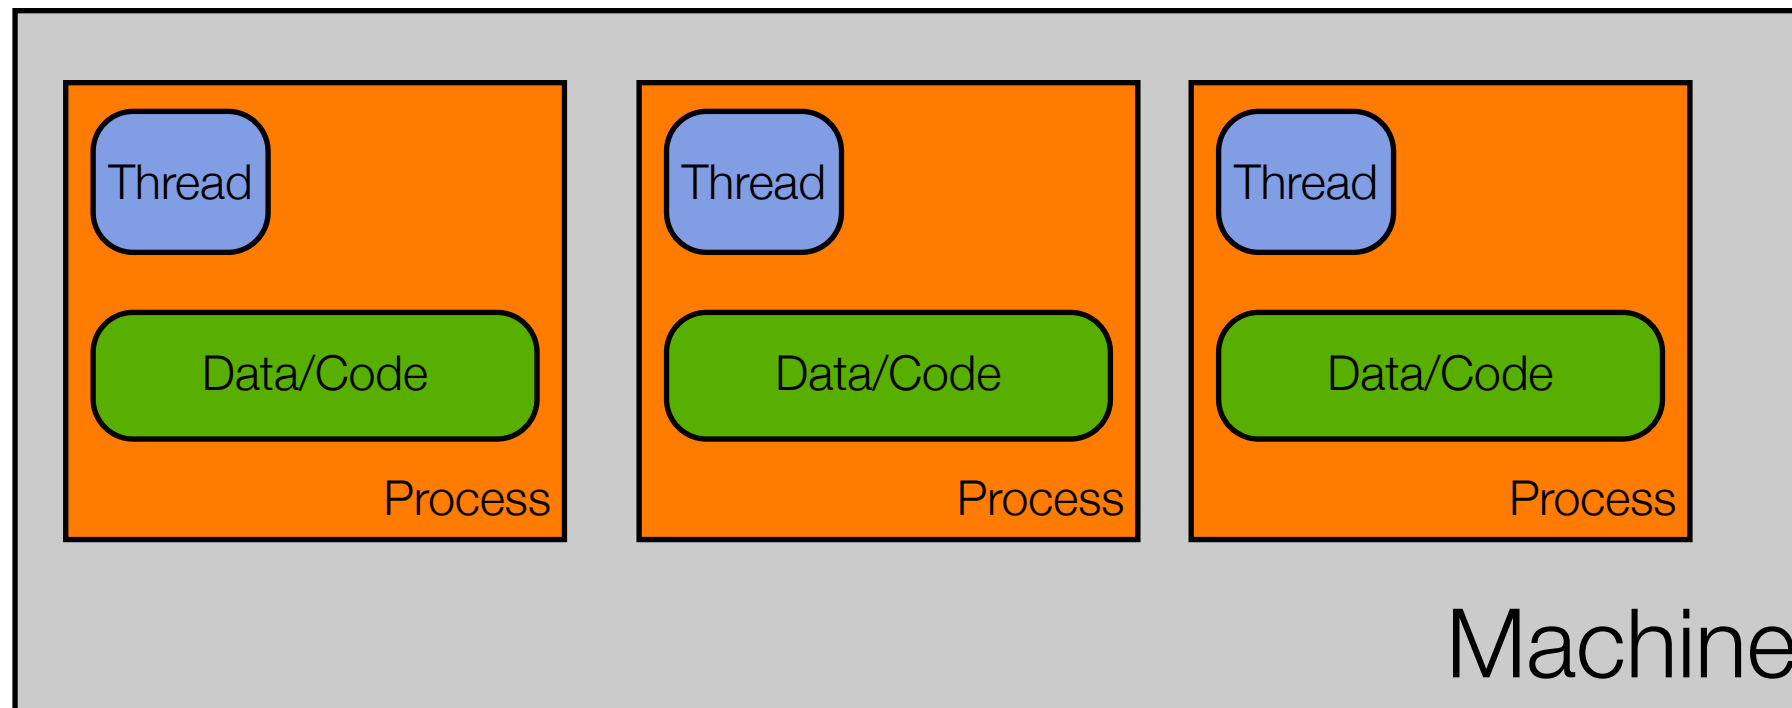 Thread
Thread
Thread
Data/Code
Data/Code
Data/Code
Process
Process
Process
Machine